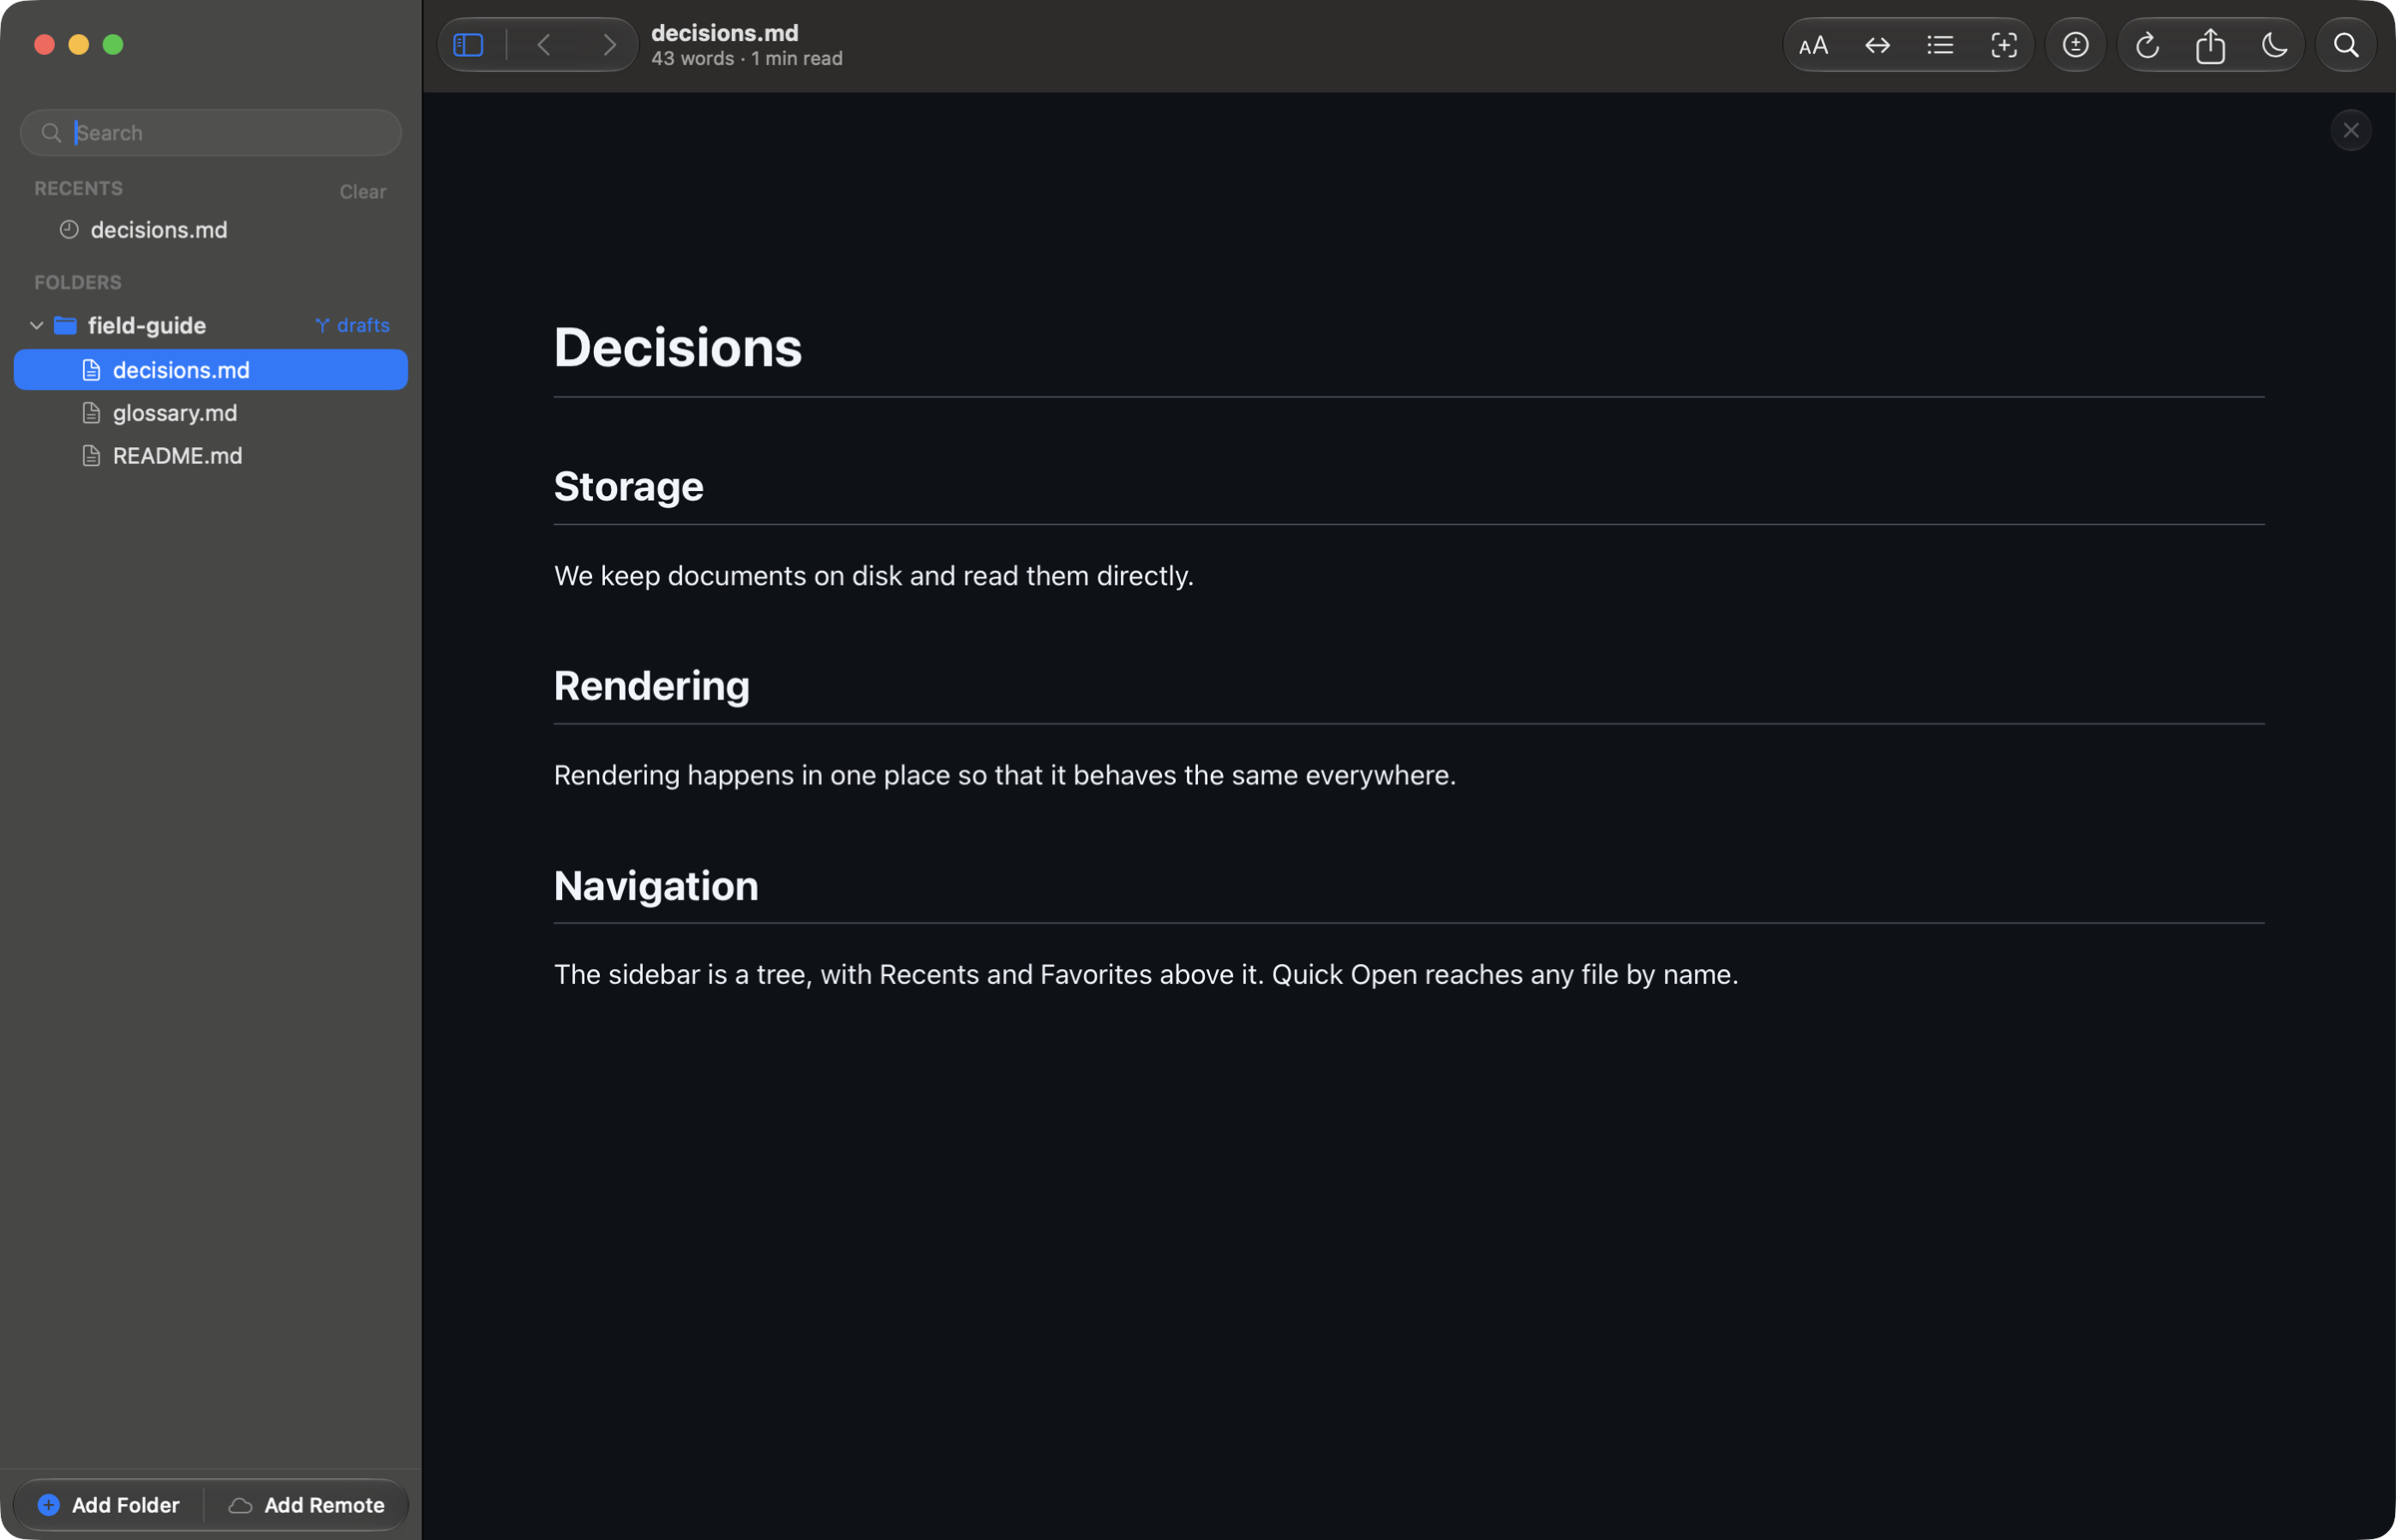 decisions.md
43 words · 1 min read
AA
Search
RECENTS
Clear
decisions.md
FOLDERS
field-guide
drafts
decisions.md
glossary.md
README.md
Decisions
Storage
We keep documents on disk and read them directly.
Rendering
Rendering happens in one place so that it behaves the same everywhere.
Navigation
The sidebar is a tree, with Recents and Favorites above it. Quick Open reaches any file by name.
Add Folder
Add Remote